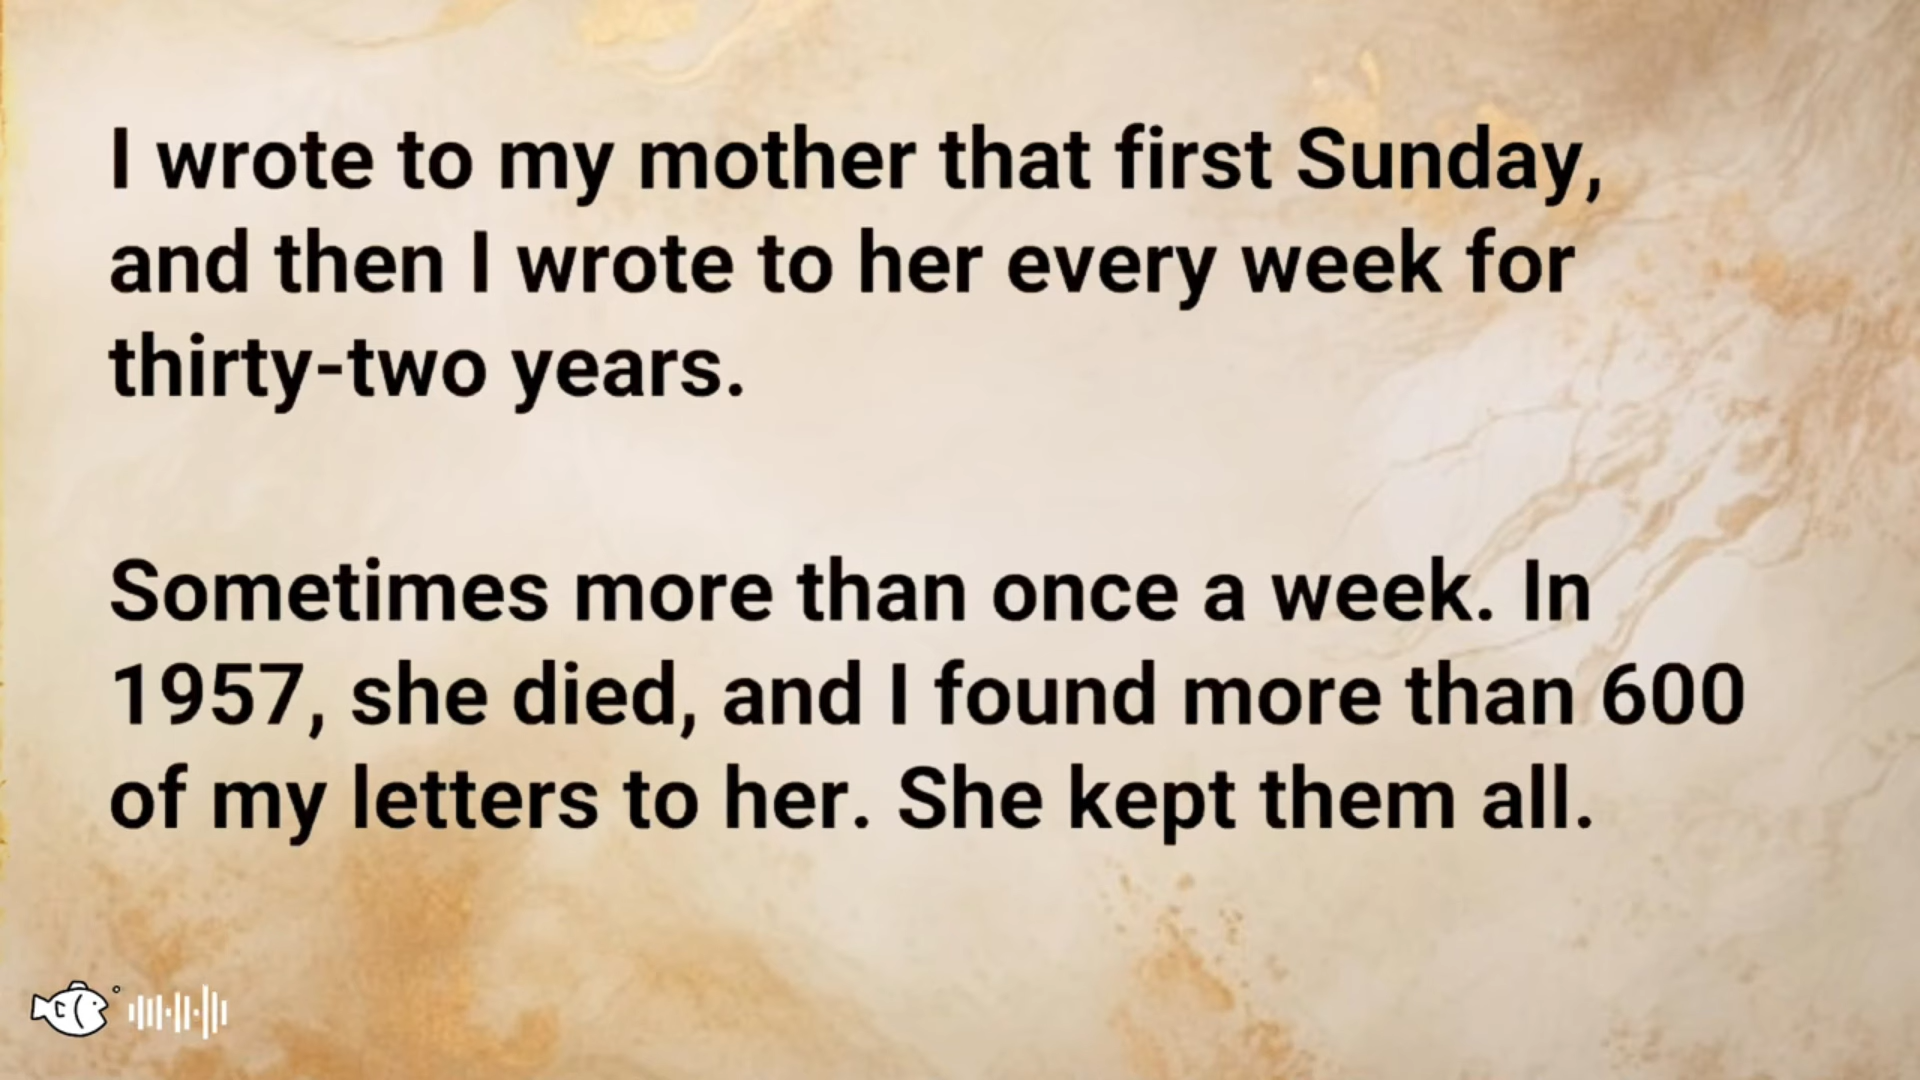 I wrote to my mother that first Sunday,
and then I wrote to her every week for
thirty-two years.
Sometimes more than once a week. In
1957, she died, and I found more than 600
of my letters to her. She kept them all.